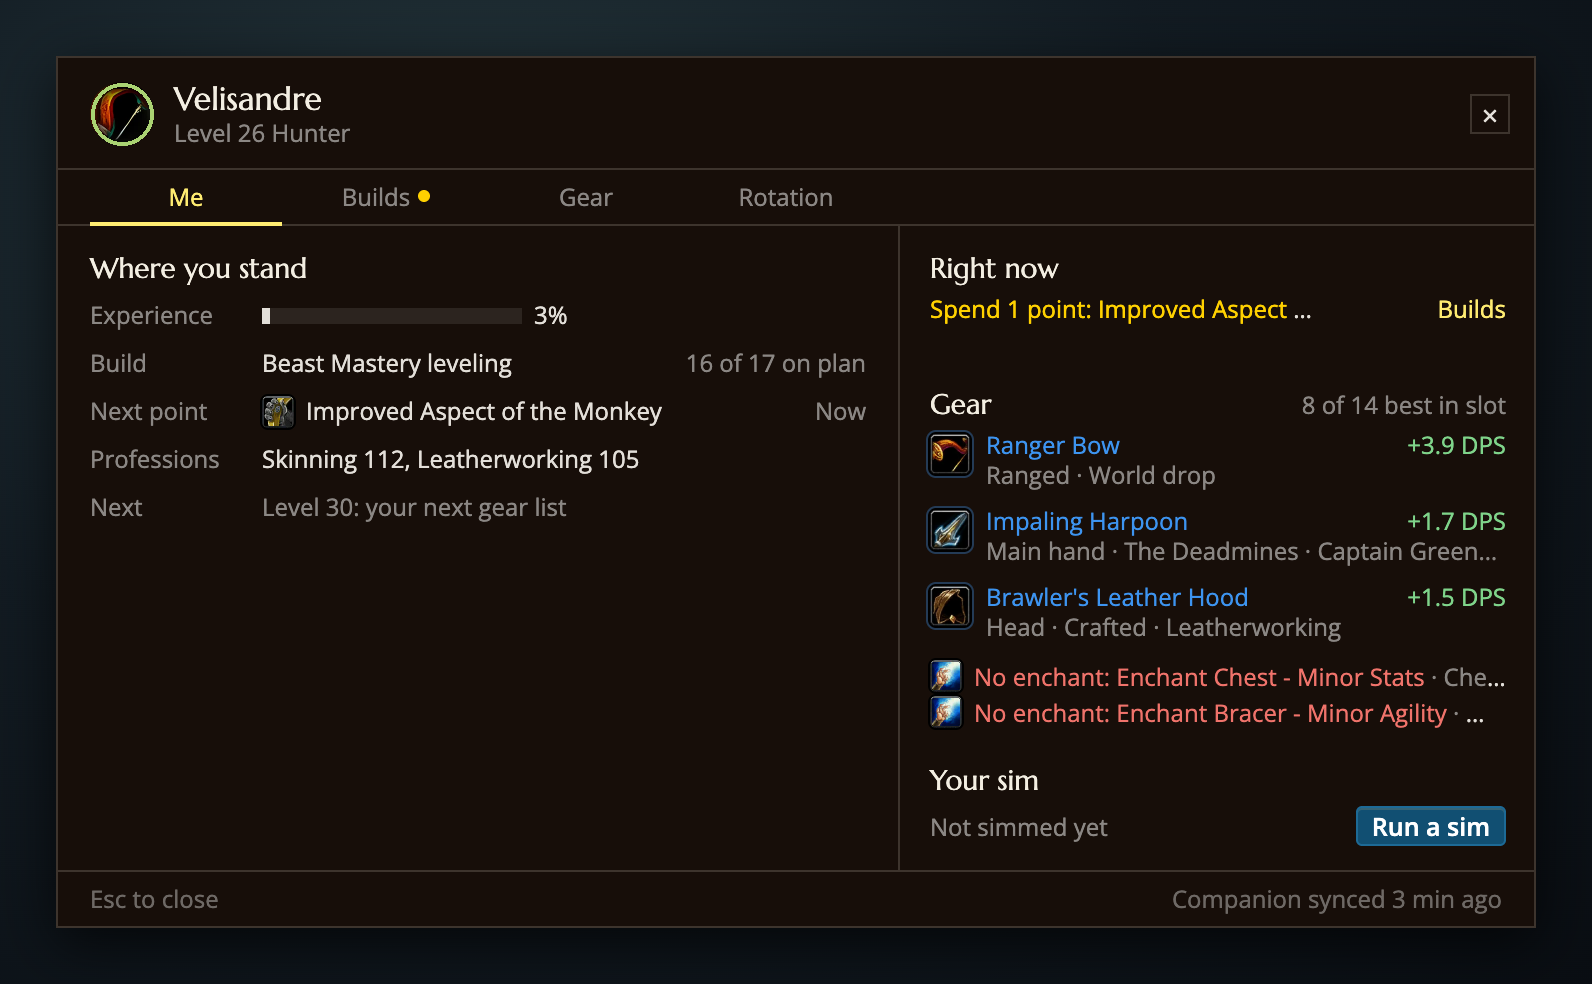 Velisandre
Level 26 Hunter
×
Me
Builds
Gear
Rotation
Where you stand
Experience 3%
Build Beast Mastery leveling 16 of 17 on plan
Next point Improved Aspect of the Monkey Now
Professions Skinning 112, Leatherworking 105
Next Level 30: your next gear list
Right now
Spend 1 point: Improved Aspect ... Builds
Gear 8 of 14 best in slot
Ranger Bow +3.9 DPS
Ranged · World drop
Impaling Harpoon +1.7 DPS
Main hand · The Deadmines · Captain Green...
Brawler's Leather Hood +1.5 DPS
Head · Crafted · Leatherworking
No enchant: Enchant Chest - Minor Stats · Che...
No enchant: Enchant Bracer - Minor Agility · ...
Your sim
Not simmed yet Run a sim
Esc to close Companion synced 3 min ago